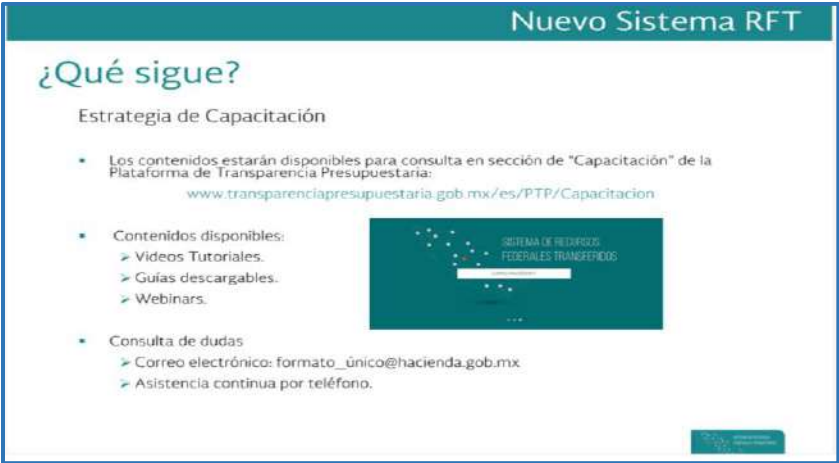 Nuevo Sistema RFT
¿Qué sigue?
Estrategia de Capacitación
▪ Los contenidos estarán disponibles para consulta en sección de "Capacitación" de la
Plataforma de Transparencia Presupuestaria:
www.transparenciapresupuestaria.gob.mx/es/PTP/Capacitacion
▪ Contenidos disponibles:
➢ Videos Tutoriales.
➢ Guías descargables.
➢ Webinars.
SISTEMA DE RECURSOS
FEDERALES TRANSFERIDOS
▪ Consulta de dudas
➢ Correo electrónico: formato_único@hacienda.gob.mx
➢ Asistencia continua por teléfono.